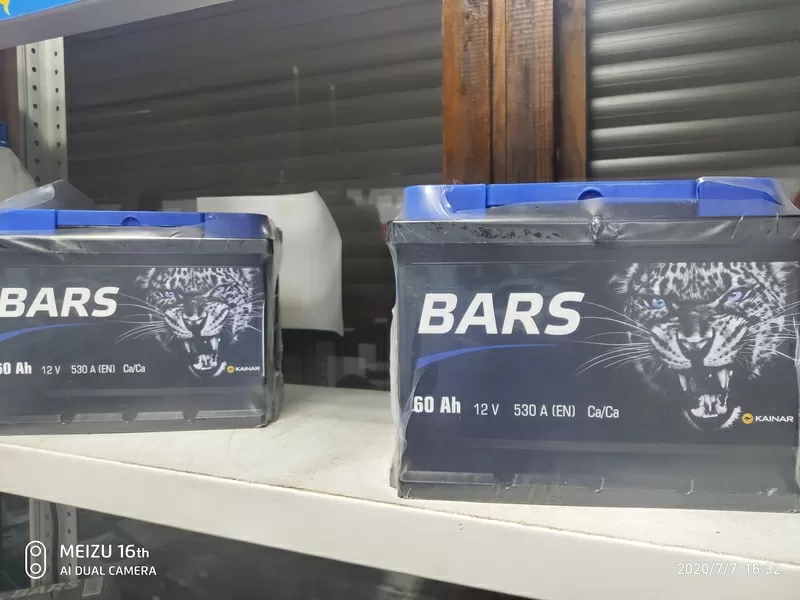 BARS
60 Ah 12 V 530 A (EN) Ca/Ca
KAINAR
BARS
60 Ah 12 V 530 A (EN) Ca/Ca
KAINAR
MEIZU 16th
AI DUAL CAMERA
BARS
2020/7/7 16:32